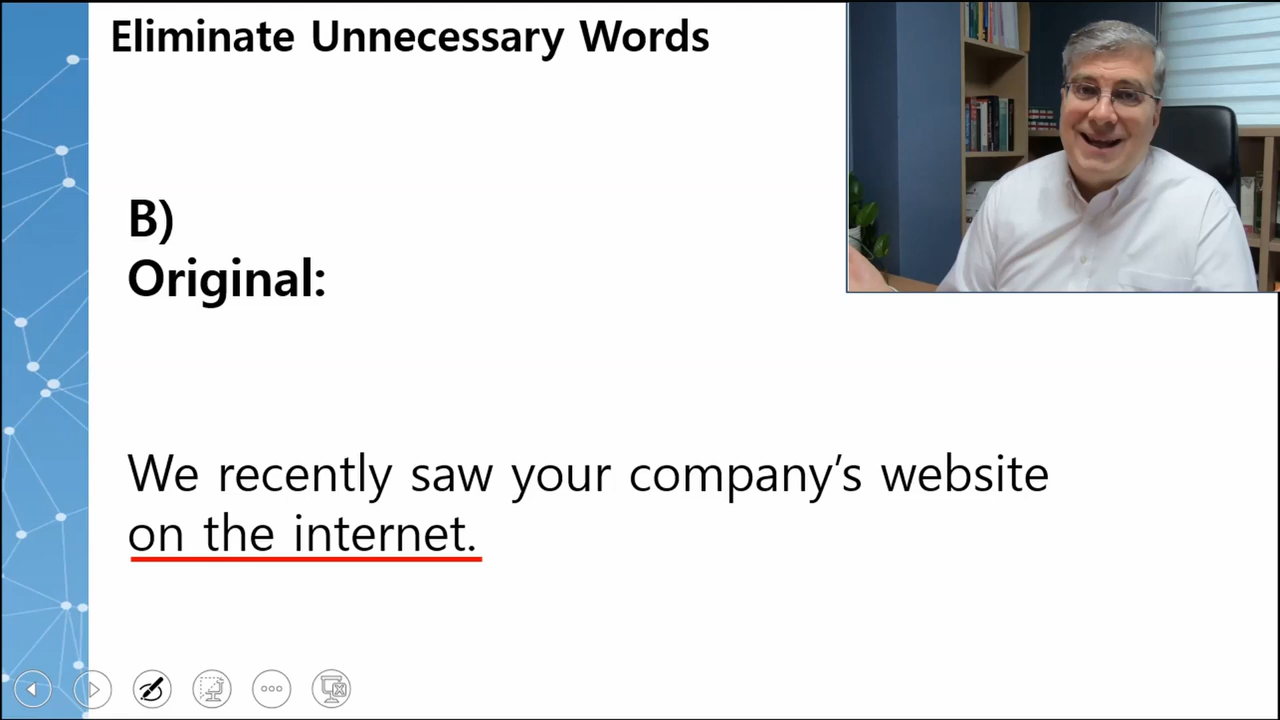 Eliminate Unnecessary Words
B)
Original:
We recently saw your company’s website
on the internet.